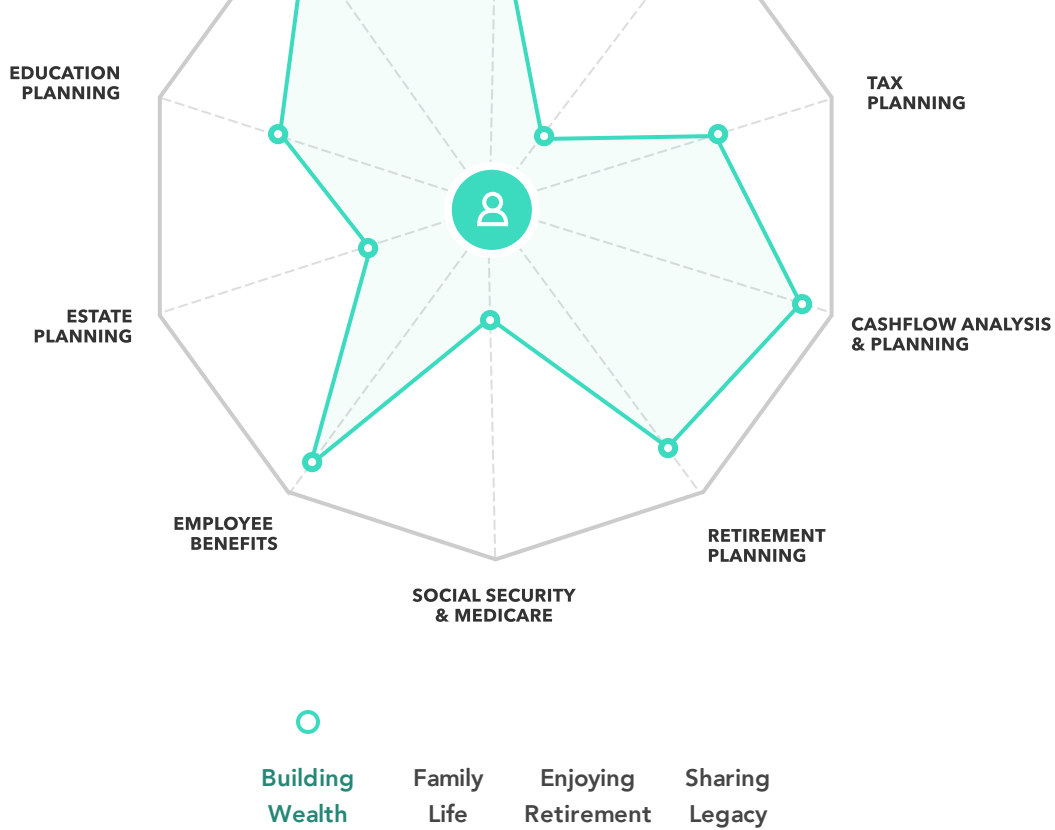 EDUCATION
PLANNING
TAX
PLANNING
ESTATE
PLANNING
CASHFLOW ANALYSIS
& PLANNING
EMPLOYEE
BENEFITS
RETIREMENT
PLANNING
SOCIAL SECURITY
& MEDICARE
Building
Wealth
Family
Life
Enjoying
Retirement
Sharing
Legacy